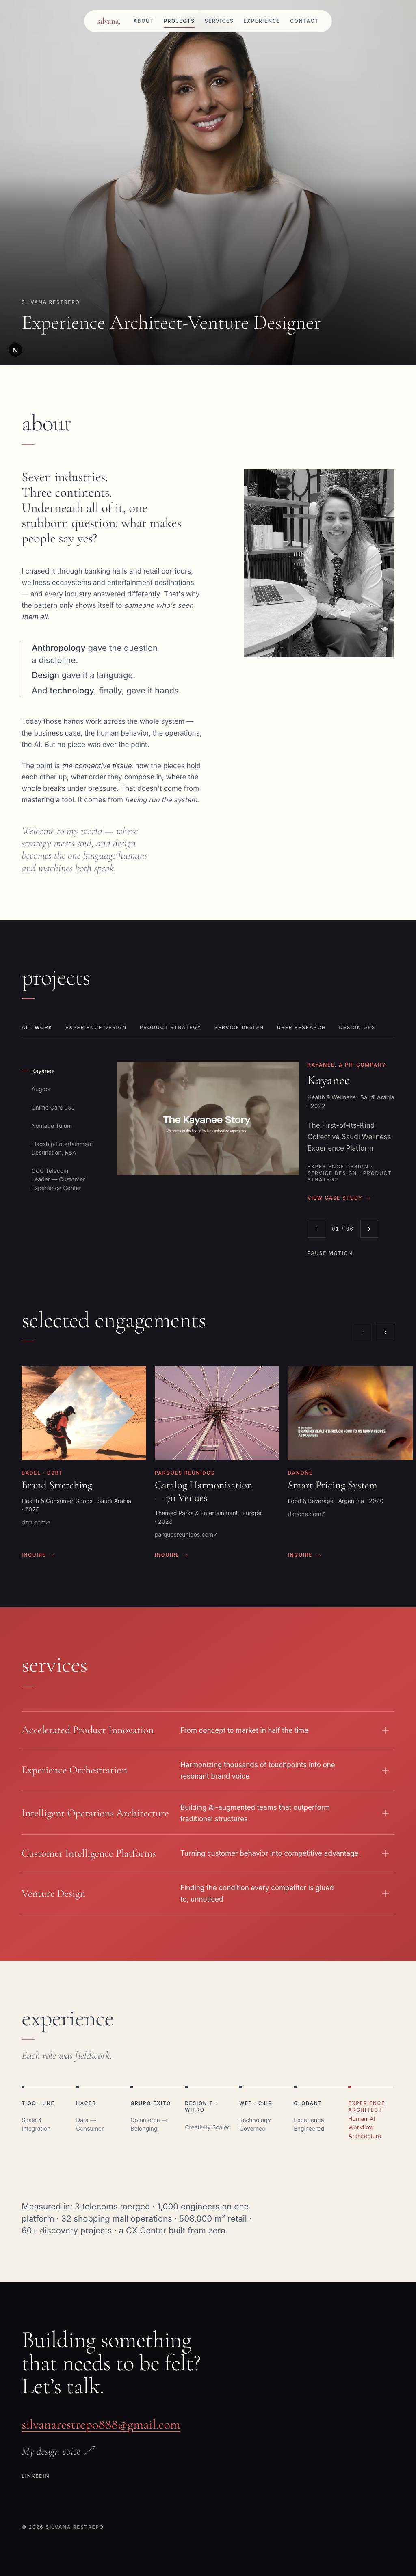 silvana.
ABOUT
PROJECTS
SERVICES
EXPERIENCE
CONTACT
SILVANA RESTREPO
Experience Architect-Venture Designer
N
about
Seven industries.
Three continents.
Underneath all of it, one
stubborn question: what makes
people say yes?
I chased it through banking halls and retail corridors,
wellness ecosystems and entertainment destinations
— and every industry answered differently. That's why
the pattern only shows itself to someone who's seen
them all.
Anthropology gave the question
a discipline.
Design gave it a language.
And technology, finally, gave it hands.
Today those hands work across the whole system —
the business case, the human behavior, the operations,
the AI. But no piece was ever the point.
The point is the connective tissue: how the pieces hold
each other up, what order they compose in, where the
whole breaks under pressure. That doesn't come from
mastering a tool. It comes from having run the system.
Welcome to my world — where
strategy meets soul, and design
becomes the one language humans
and machines both speak.
projects
ALL WORK
EXPERIENCE DESIGN
PRODUCT STRATEGY
SERVICE DESIGN
USER RESEARCH
DESIGN OPS
Kayanee
Augoor
Chime Care J&J
Nomade Tulum
Flagship Entertainment
Destination, KSA
GCC Telecom
Leader — Customer
Experience Center
The Kayanee Story
KAYANEE, A PIF COMPANY
Kayanee
Health & Wellness · Saudi Arabia
· 2022
The First-of-Its-Kind
Collective Saudi Wellness
Experience Platform
EXPERIENCE DESIGN ·
SERVICE DESIGN · PRODUCT
STRATEGY
VIEW CASE STUDY →
‹ 01 / 06 ›
PAUSE MOTION
selected engagements
‹ ›
BADEL · DZRT
Brand Stretching
Health & Consumer Goods · Saudi Arabia
· 2026
dzrt.com↗
INQUIRE →
PARQUES REUNIDOS
Catalog Harmonisation
— 70 Venues
Themed Parks & Entertainment · Europe
· 2023
parquesreunidos.com↗
INQUIRE →
BRINGING HEALTH THROUGH FOOD TO AS MANY PEOPLE
AS POSSIBLE
DANONE
Smart Pricing System
Food & Beverage · Argentina · 2020
danone.com↗
INQUIRE →
services
Accelerated Product Innovation
From concept to market in half the time
+
Experience Orchestration
Harmonizing thousands of touchpoints into one
resonant brand voice
+
Intelligent Operations Architecture
Building AI-augmented teams that outperform
traditional structures
+
Customer Intelligence Platforms
Turning customer behavior into competitive advantage
+
Venture Design
Finding the condition every competitor is glued
to, unnoticed
+
experience
Each role was fieldwork.
TIGO · UNE
Scale &
Integration
HACEB
Data →
Consumer
GRUPO ÉXITO
Commerce →
Belonging
DESIGNIT ·
WIPRO
Creativity Scaled
WEF · C4IR
Technology
Governed
GLOBANT
Experience
Engineered
EXPERIENCE
ARCHITECT
Human-AI
Workflow
Architecture
Measured in: 3 telecoms merged · 1,000 engineers on one
platform · 32 shopping mall operations · 508,000 m² retail ·
60+ discovery projects · a CX Center built from zero.
Building something
that needs to be felt?
Let's talk.
silvanarestrepo888@gmail.com
My design voice ↗
LINKEDIN
© 2026 SILVANA RESTREPO